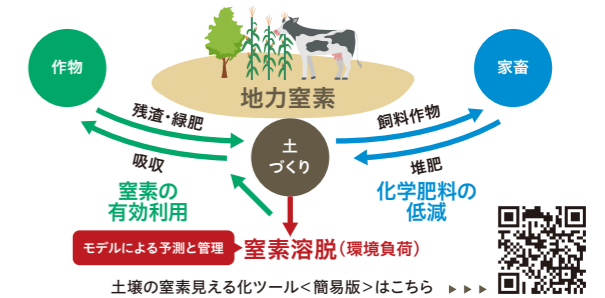 作物
家畜
地力窒素
残渣・緑肥
飼料作物
土
づくり
吸収
堆肥
窒素の
有効利用
化学肥料の
低減
モデルによる予測と管理
窒素溶脱(環境負荷)
土壌の窒素見える化ツール<簡易版>はこちら ▶ ▶ ▶